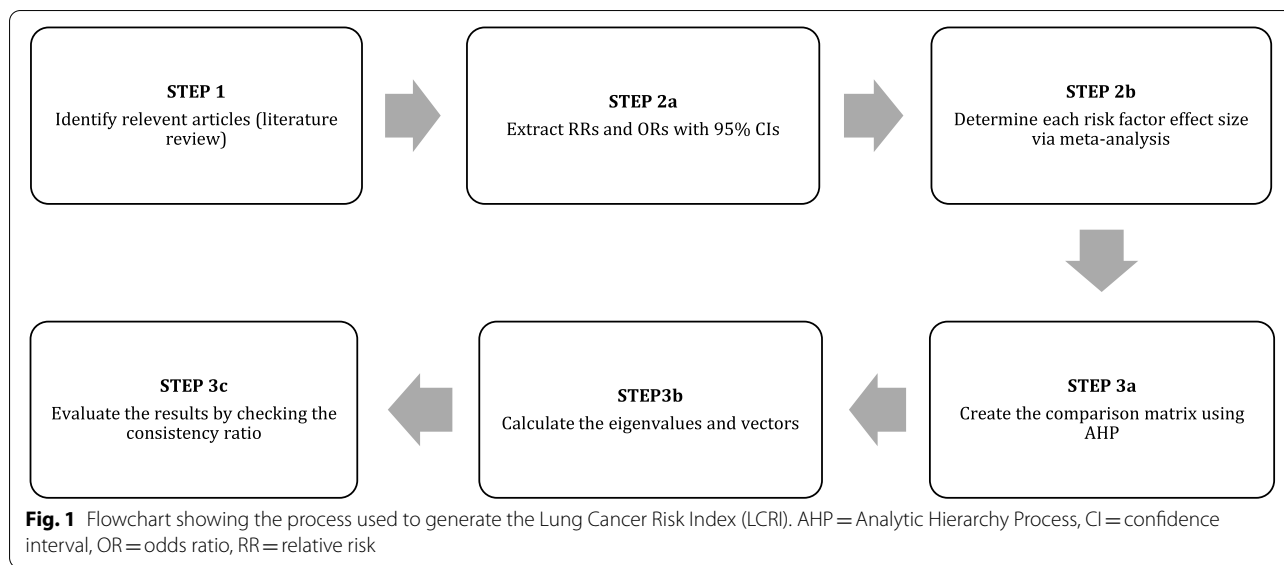 STEP 1
Identify relevent articles (literature
review)
STEP 2a
Extract RRs and ORs with 95% CIs
STEP 2b
Determine each risk factor effect size
via meta-analysis
STEP 3a
Create the comparison matrix using
AHP
STEP3b
Calculate the eigenvalues and vectors
STEP 3c
Evaluate the results by checking the
consistency ratio
Fig. 1 Flowchart showing the process used to generate the Lung Cancer Risk Index (LCRI). AHP = Analytic Hierarchy Process, CI = confidence
interval, OR = odds ratio, RR = relative risk